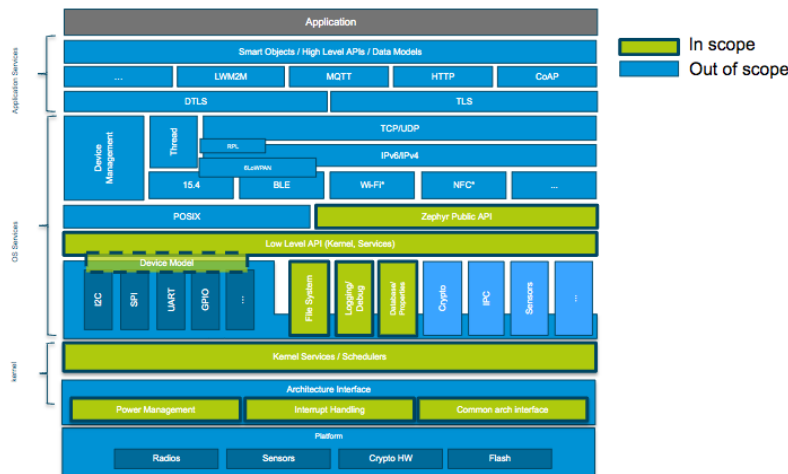 Application
In scope
Out of scope
Application Services
Smart Objects / High Level APIs / Data Models
... LWM2M MQTT HTTP CoAP
DTLS TLS
OS Services
Device
Management
Thread
TCP/UDP
RPL
IPv6/IPv4
6LoWPAN
15.4 BLE Wi-Fi* NFC* ...
POSIX Zephyr Public API
Low Level API (Kernel, Services)
Device Model
I2C SPI UART GPIO ...
File System
Logging/
Debug
Database/
Properties
Crypto IPC Sensors ...
kernel
Kernel Services / Schedulers
Architecture Interface
Power Management Interrupt Handling Common arch interface
Platform
Radios Sensors Crypto HW Flash